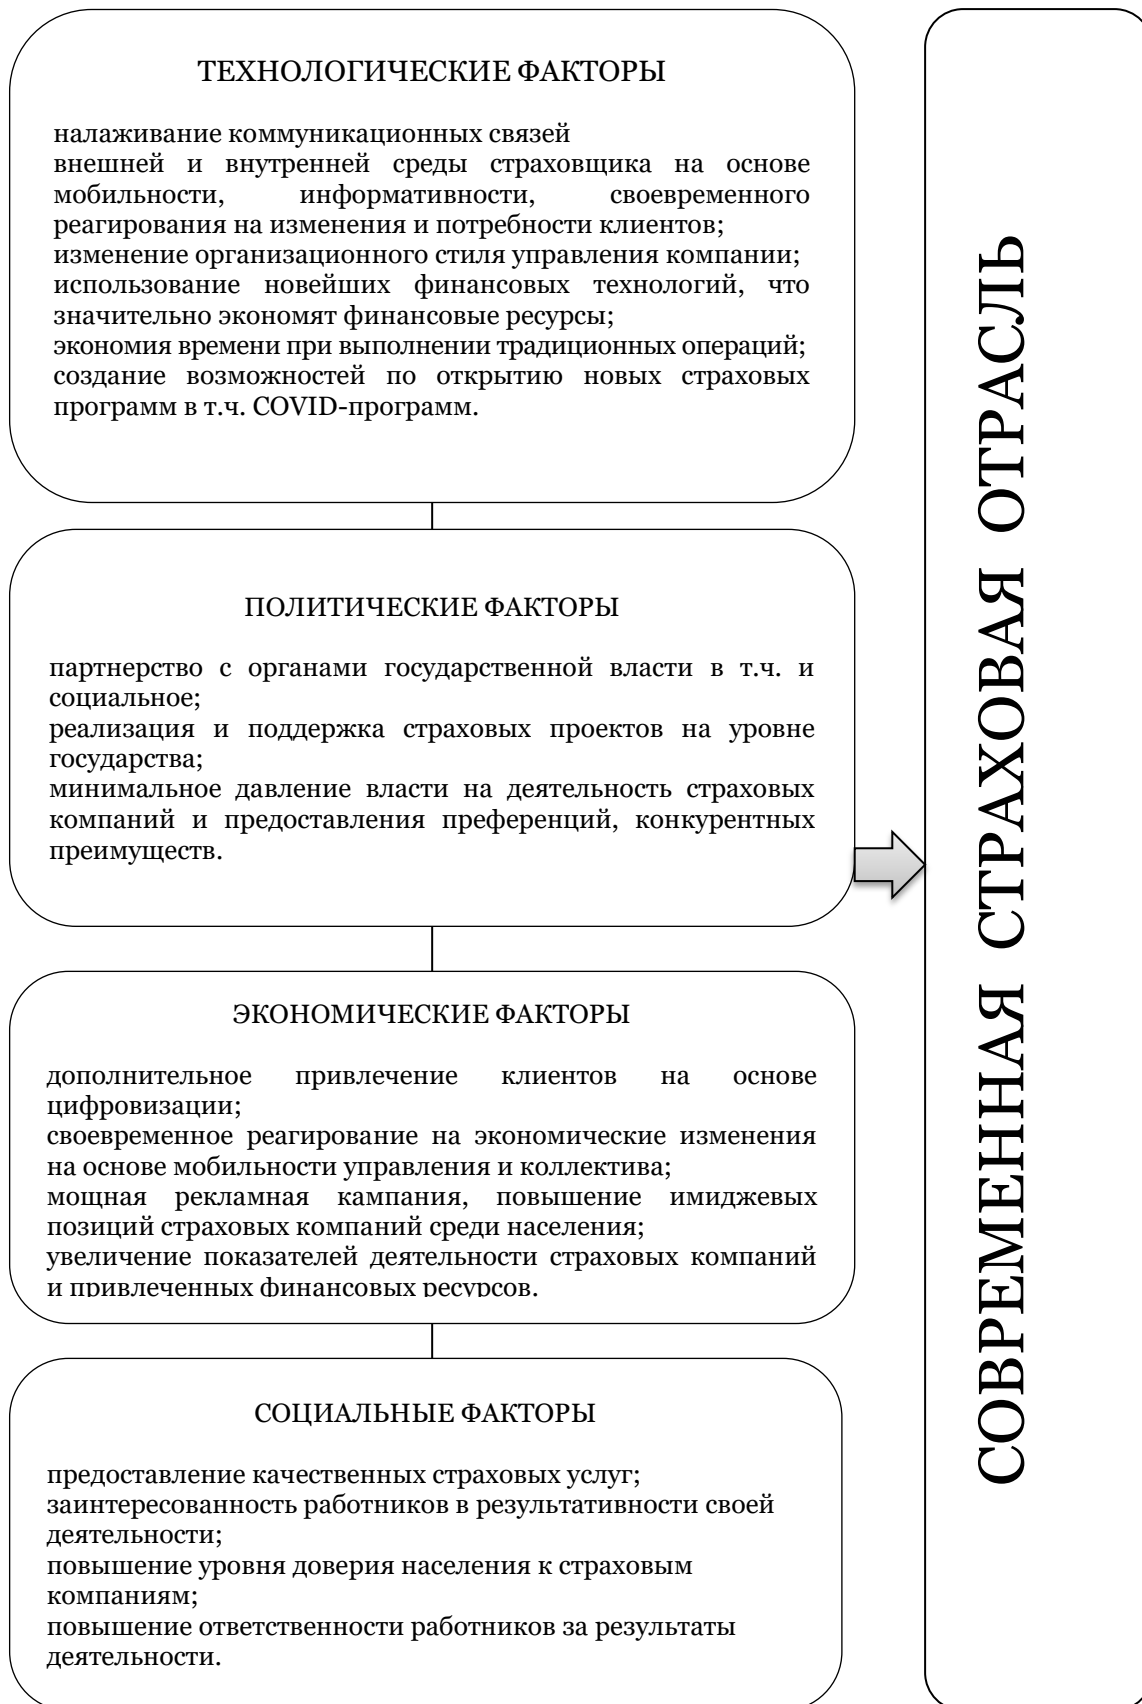 ТЕХНОЛОГИЧЕСКИЕ ФАКТОРЫ
налаживание коммуникационных связей
внешней и внутренней среды страховщика на основе
мобильности, информативности, своевременного
реагирования на изменения и потребности клиентов;
изменение организационного стиля управления компании;
использование новейших финансовых технологий, что
значительно экономят финансовые ресурсы;
экономия времени при выполнении традиционных операций;
создание возможностей по открытию новых страховых
программ в т.ч. COVID-программ.
ПОЛИТИЧЕСКИЕ ФАКТОРЫ
партнерство с органами государственной власти в т.ч. и
социальное;
реализация и поддержка страховых проектов на уровне
государства;
минимальное давление власти на деятельность страховых
компаний и предоставления преференций, конкурентных
преимуществ.
ЭКОНОМИЧЕСКИЕ ФАКТОРЫ
дополнительное привлечение клиентов на основе
цифровизации;
своевременное реагирование на экономические изменения
на основе мобильности управления и коллектива;
мощная рекламная кампания, повышение имиджевых
позиций страховых компаний среди населения;
увеличение показателей деятельности страховых компаний
и привлеченных финансовых ресурсов.
СОЦИАЛЬНЫЕ ФАКТОРЫ
предоставление качественных страховых услуг;
заинтересованность работников в результативности своей
деятельности;
повышение уровня доверия населения к страховым
компаниям;
повышение ответственности работников за результаты
деятельности.
СОВРЕМЕННАЯ СТРАХОВАЯ ОТРАСЛЬ